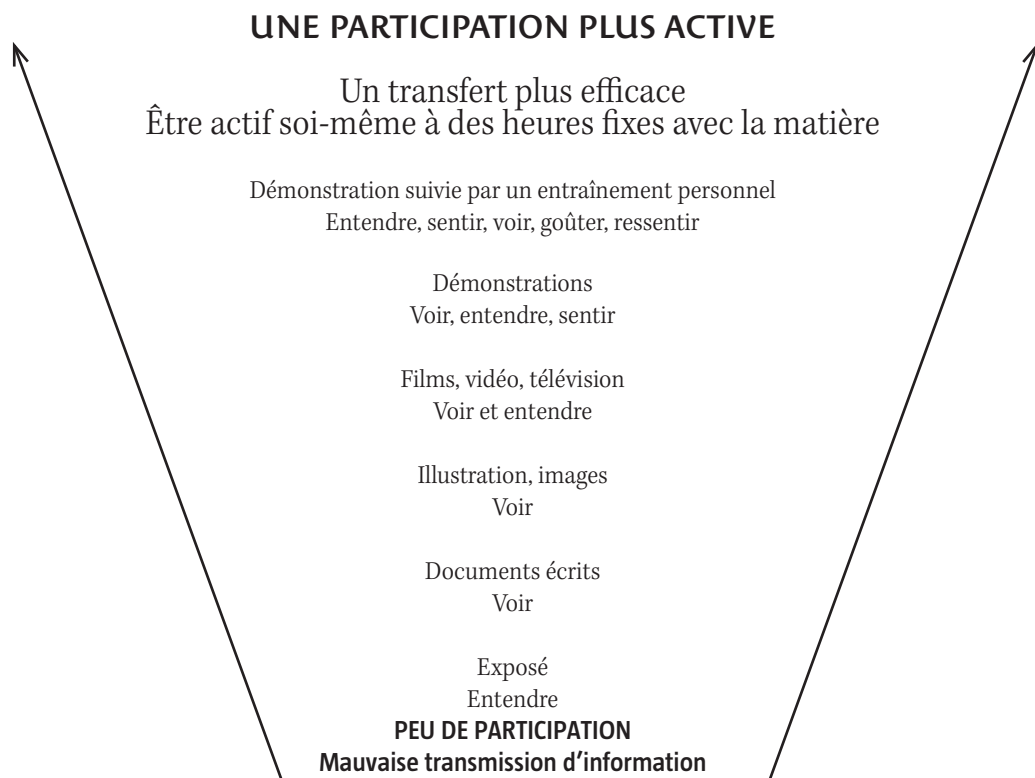 UNE PARTICIPATION PLUS ACTIVE
Un transfert plus efficace
Être actif soi-même à des heures fixes avec la matière
Démonstration suivie par un entraînement personnel
Entendre, sentir, voir, goûter, ressentir
Démonstrations
Voir, entendre, sentir
Films, vidéo, télévision
Voir et entendre
Illustration, images
Voir
Documents écrits
Voir
Exposé
Entendre
PEU DE PARTICIPATION
Mauvaise transmission d'information